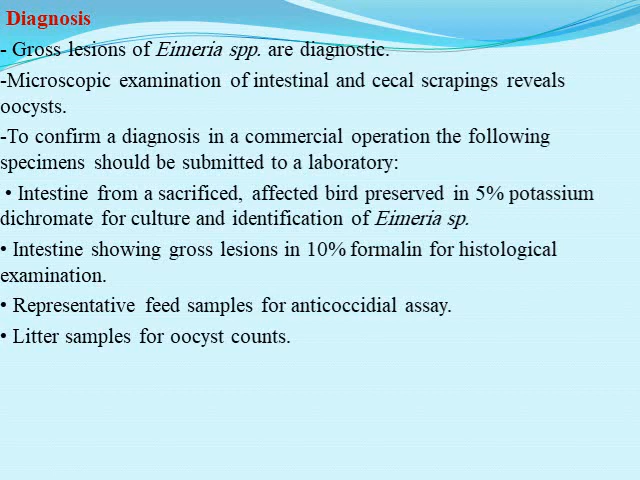 Diagnosis
- Gross lesions of Eimeria spp. are diagnostic.
-Microscopic examination of intestinal and cecal scrapings reveals
oocysts.
-To confirm a diagnosis in a commercial operation the following
specimens should be submitted to a laboratory:
• Intestine from a sacrificed, affected bird preserved in 5% potassium
dichromate for culture and identification of Eimeria sp.
• Intestine showing gross lesions in 10% formalin for histological
examination.
• Representative feed samples for anticoccidial assay.
• Litter samples for oocyst counts.